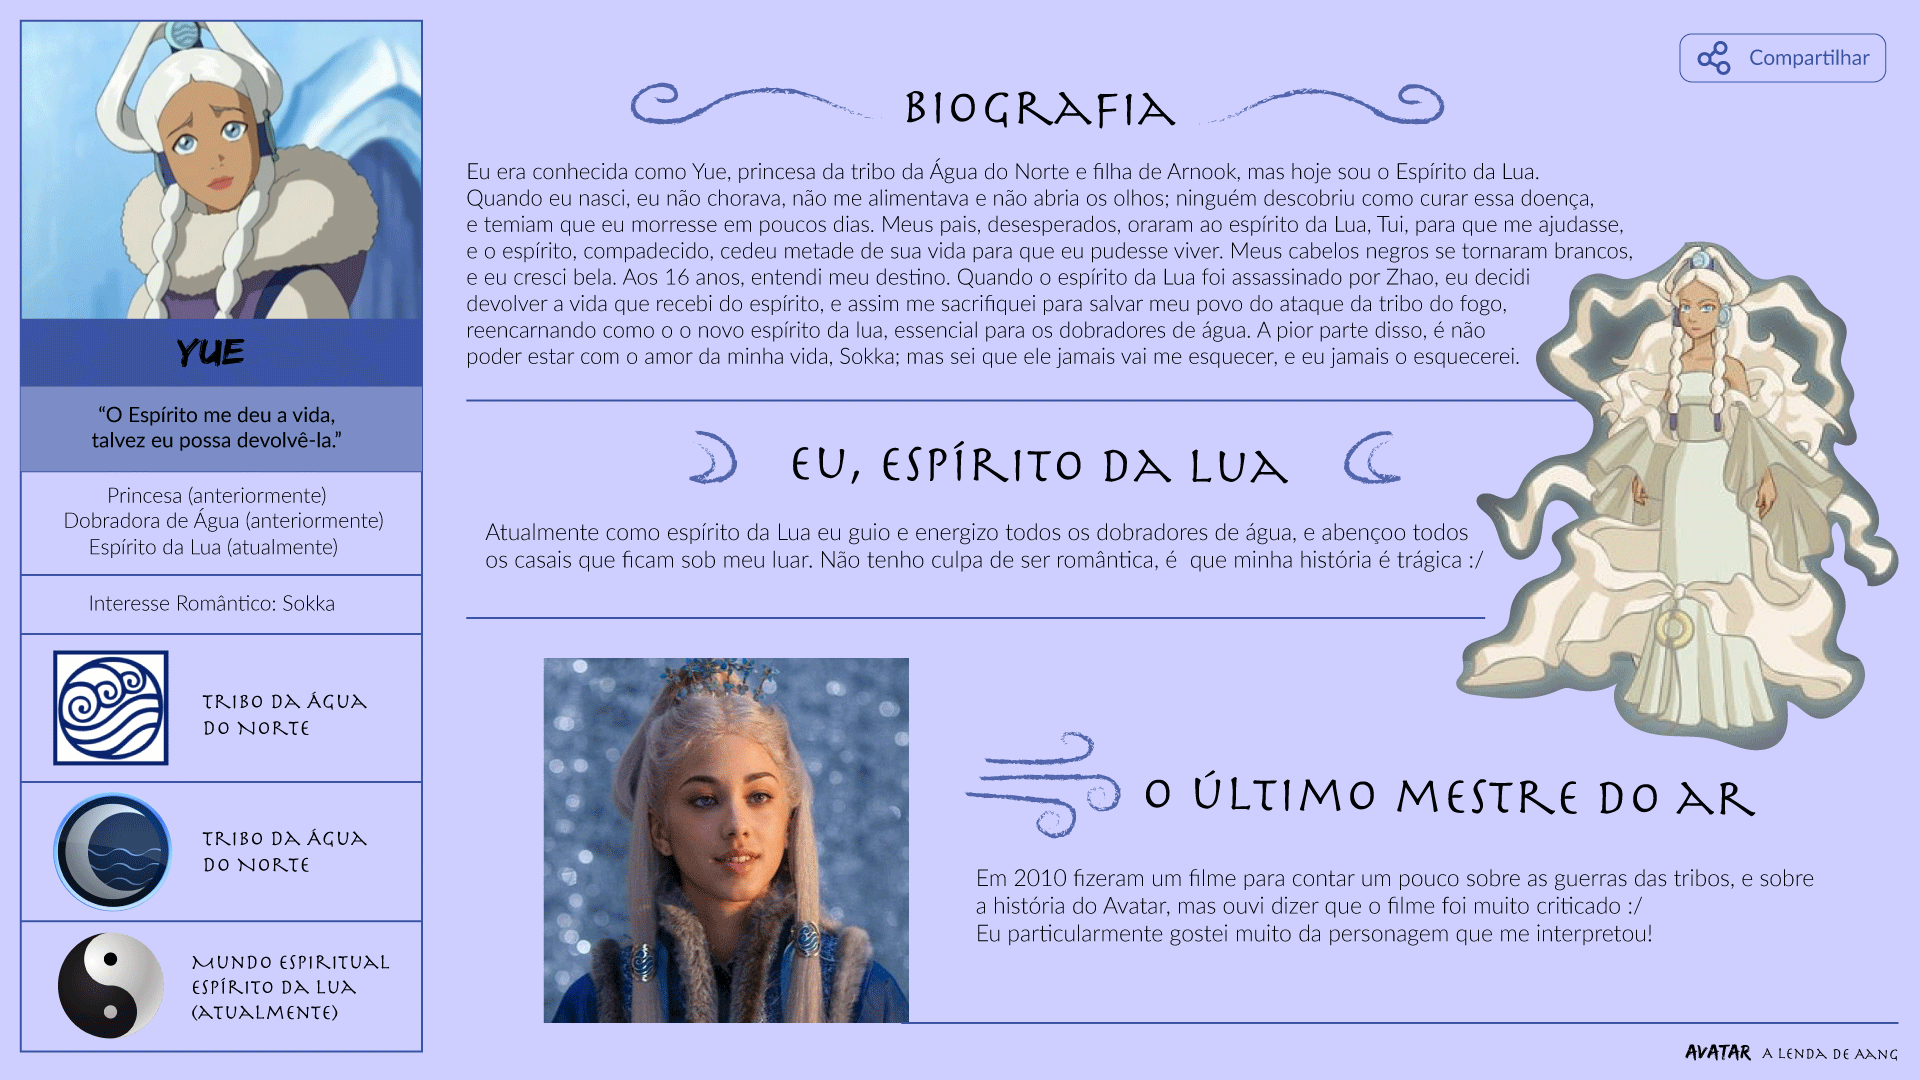 Compartilhar
BIOGRAFIA
Eu era conhecida como Yue, princesa da tribo da Água do Norte e filha de Arnook, mas hoje sou o Espírito da Lua.
Quando eu nasci, eu não chorava, não me alimentava e não abria os olhos; ninguém descobriu como curar essa doença,
e temiam que eu morresse em poucos dias. Meus pais, desesperados, oraram ao espírito da Lua, Tui, para que me ajudasse,
e o espírito, compadecido, cedeu metade de sua vida para que eu pudesse viver. Meus cabelos negros se tornaram brancos,
e eu cresci bela. Aos 16 anos, entendi meu destino. Quando o espírito da Lua foi assassinado por Zhao, eu decidi
devolver a vida que recebi do espírito, e assim me sacrifiquei para salvar meu povo do ataque da tribo do fogo,
reencarnando como o o novo espírito da lua, essencial para os dobradores de água. A pior parte disso, é não
poder estar com o amor da minha vida, Sokka; mas sei que ele jamais vai me esquecer, e eu jamais o esquecerei.
YUE
“O Espírito me deu a vida,
talvez eu possa devolvê-la.”
Princesa (anteriormente)
Dobradora de Água (anteriormente)
Espírito da Lua (atualmente)
Interesse Romântico: Sokka
TRIBO DA ÁGUA
DO NORTE
TRIBO DA ÁGUA
DO NORTE
MUNDO ESPIRITUAL
ESPÍRITO DA LUA
(ATUALMENTE)
EU, ESPÍRITO DA LUA
Atualmente como espírito da Lua eu guio e energizo todos os dobradores de água, e abençoo todos
os casais que ficam sob meu luar. Não tenho culpa de ser romântica, é  que minha história é trágica :/
O ÚLTIMO MESTRE DO AR
Em 2010 fizeram um filme para contar um pouco sobre as guerras das tribos, e sobre
a história do Avatar, mas ouvi dizer que o filme foi muito criticado :/
Eu particularmente gostei muito da personagem que me interpretou!
AVATAR A LENDA DE AANG